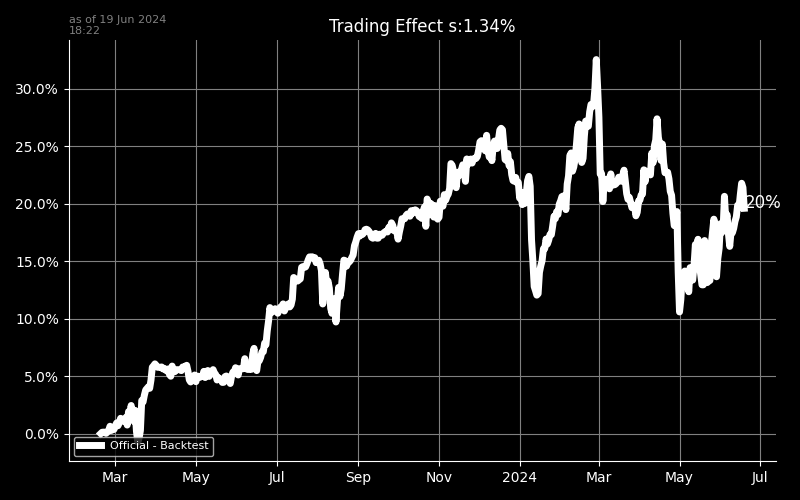 as of 19 Jun 2024
18:22
Trading Effect s:1.34%
30.0%
25.0%
20.0%
15.0%
10.0%
5.0%
0.0%
20%
Official - Backtest
Mar
May
Jul
Sep
Nov
2024
Mar
May
Jul